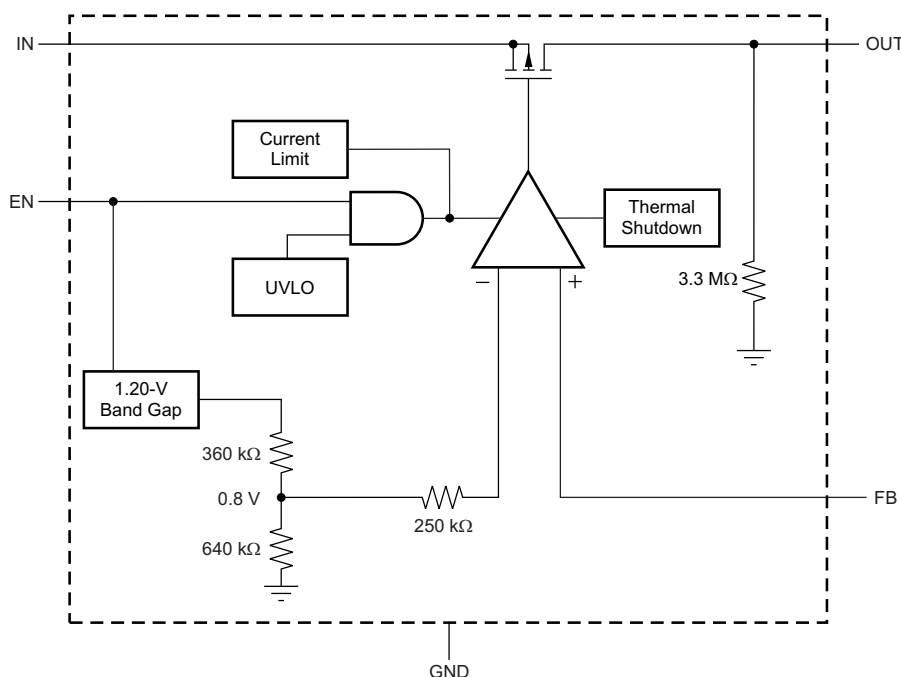 IN
OUT
Current
Limit
EN
Thermal
Shutdown
UVLO
− +
3.3 MΩ
1.20-V
Band Gap
360 kΩ
0.8 V
FB
250 kΩ
640 kΩ
GND